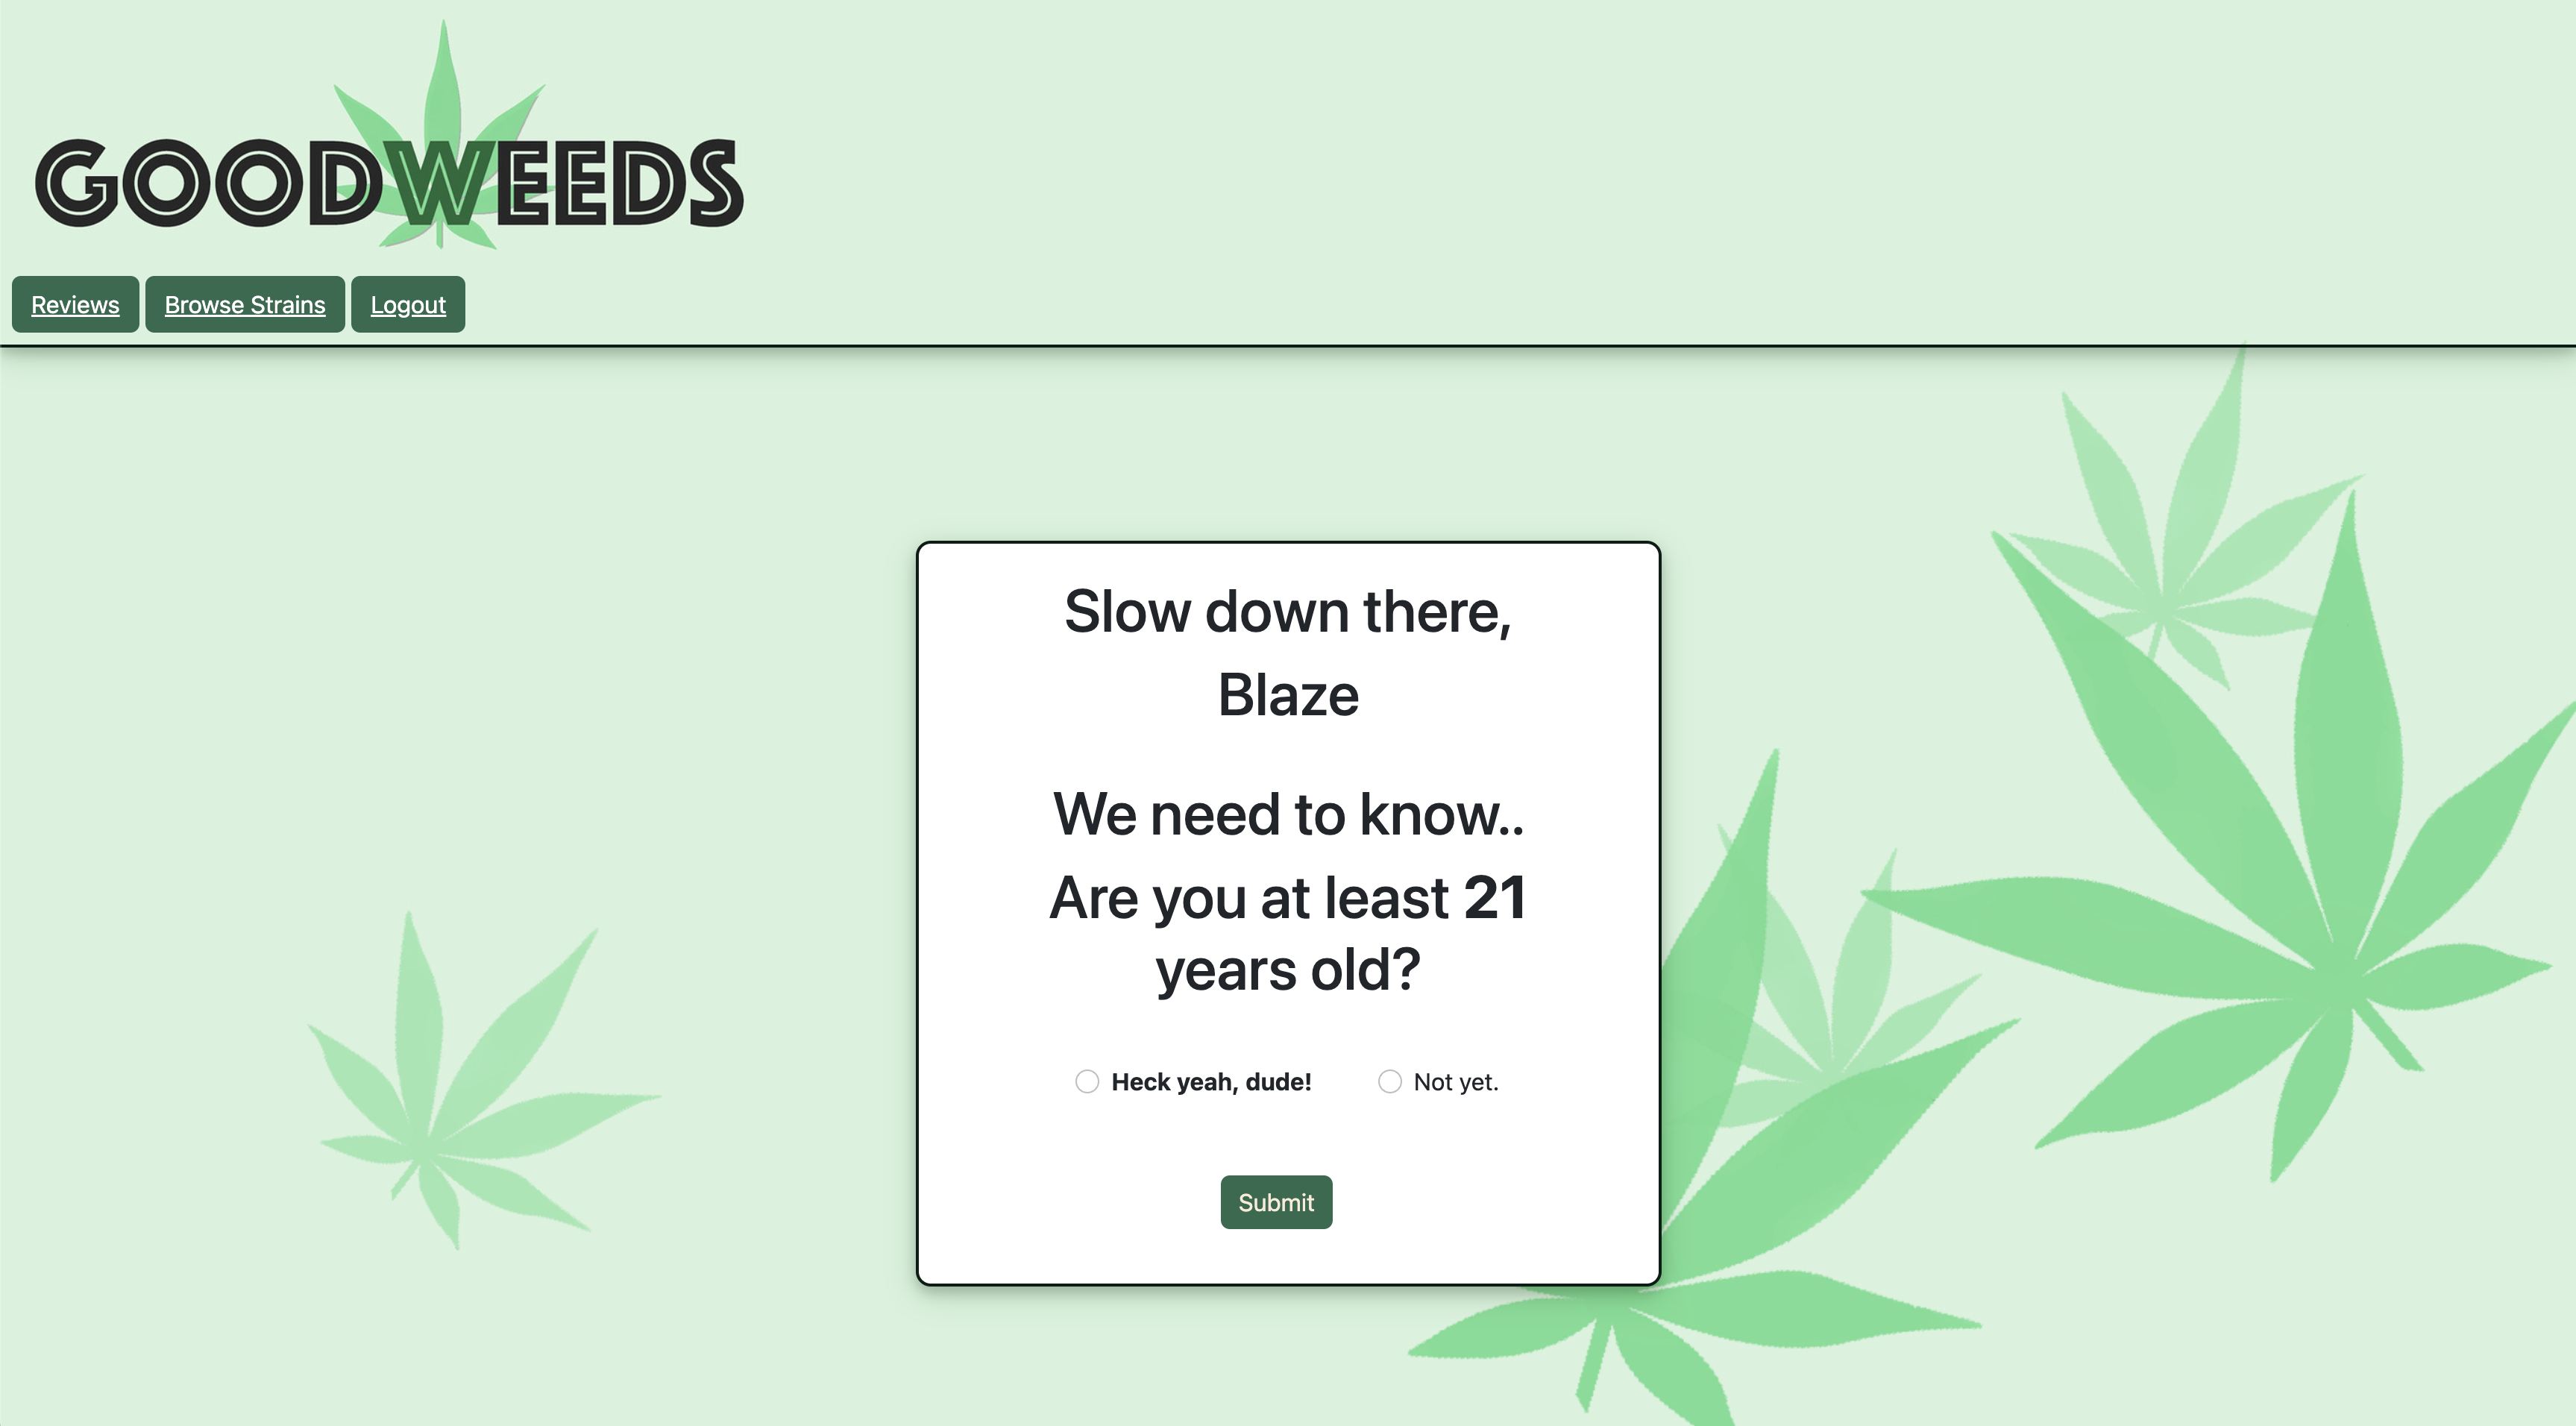 GOODWEEDS
Reviews Browse Strains Logout
Slow down there,
Blaze
We need to know..
Are you at least 21
years old?
Heck yeah, dude! Not yet.
Submit